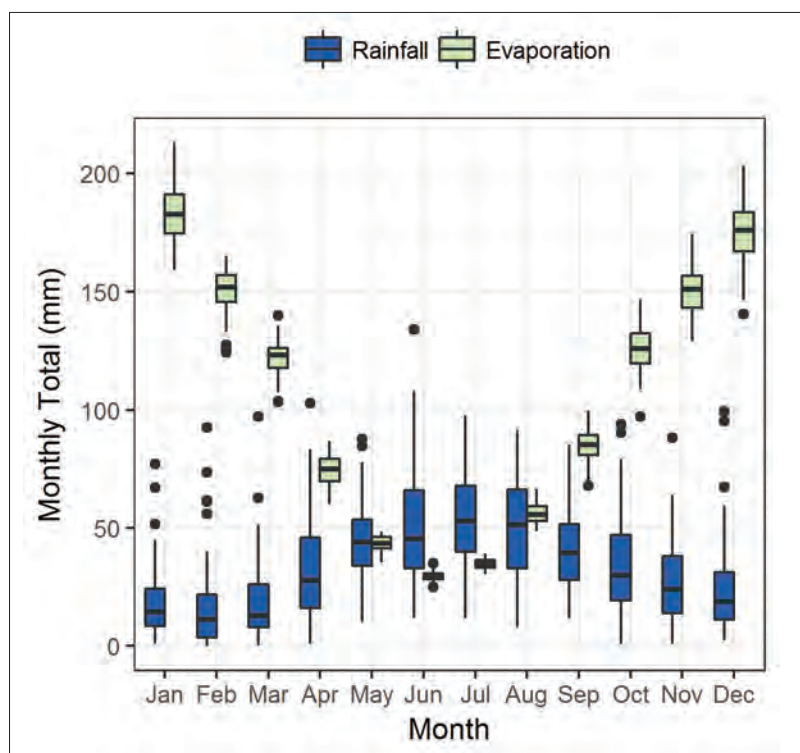 Rainfall Evaporation
Monthly Total (mm)
200
150
100
50
0
Jan Feb Mar Apr May Jun Jul Aug Sep Oct Nov Dec
Month